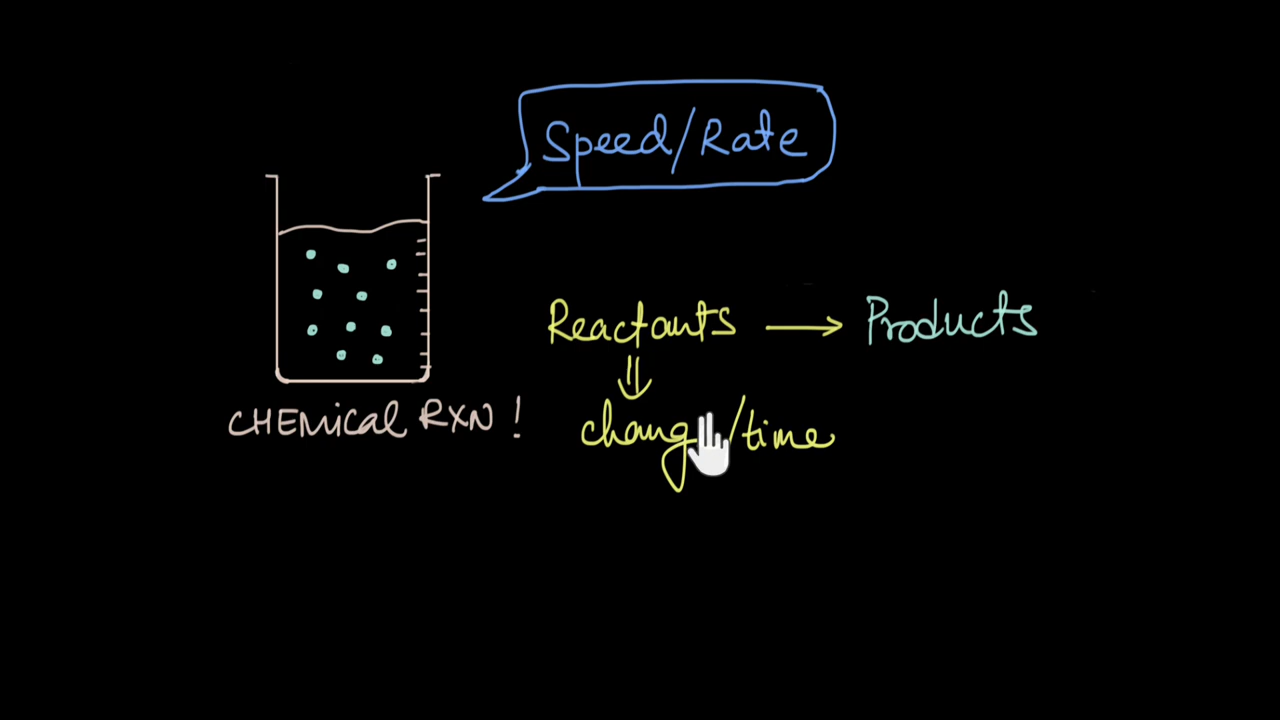 Speed/Rate
Reactants → Products
CHEMICAL RXN!
change/time